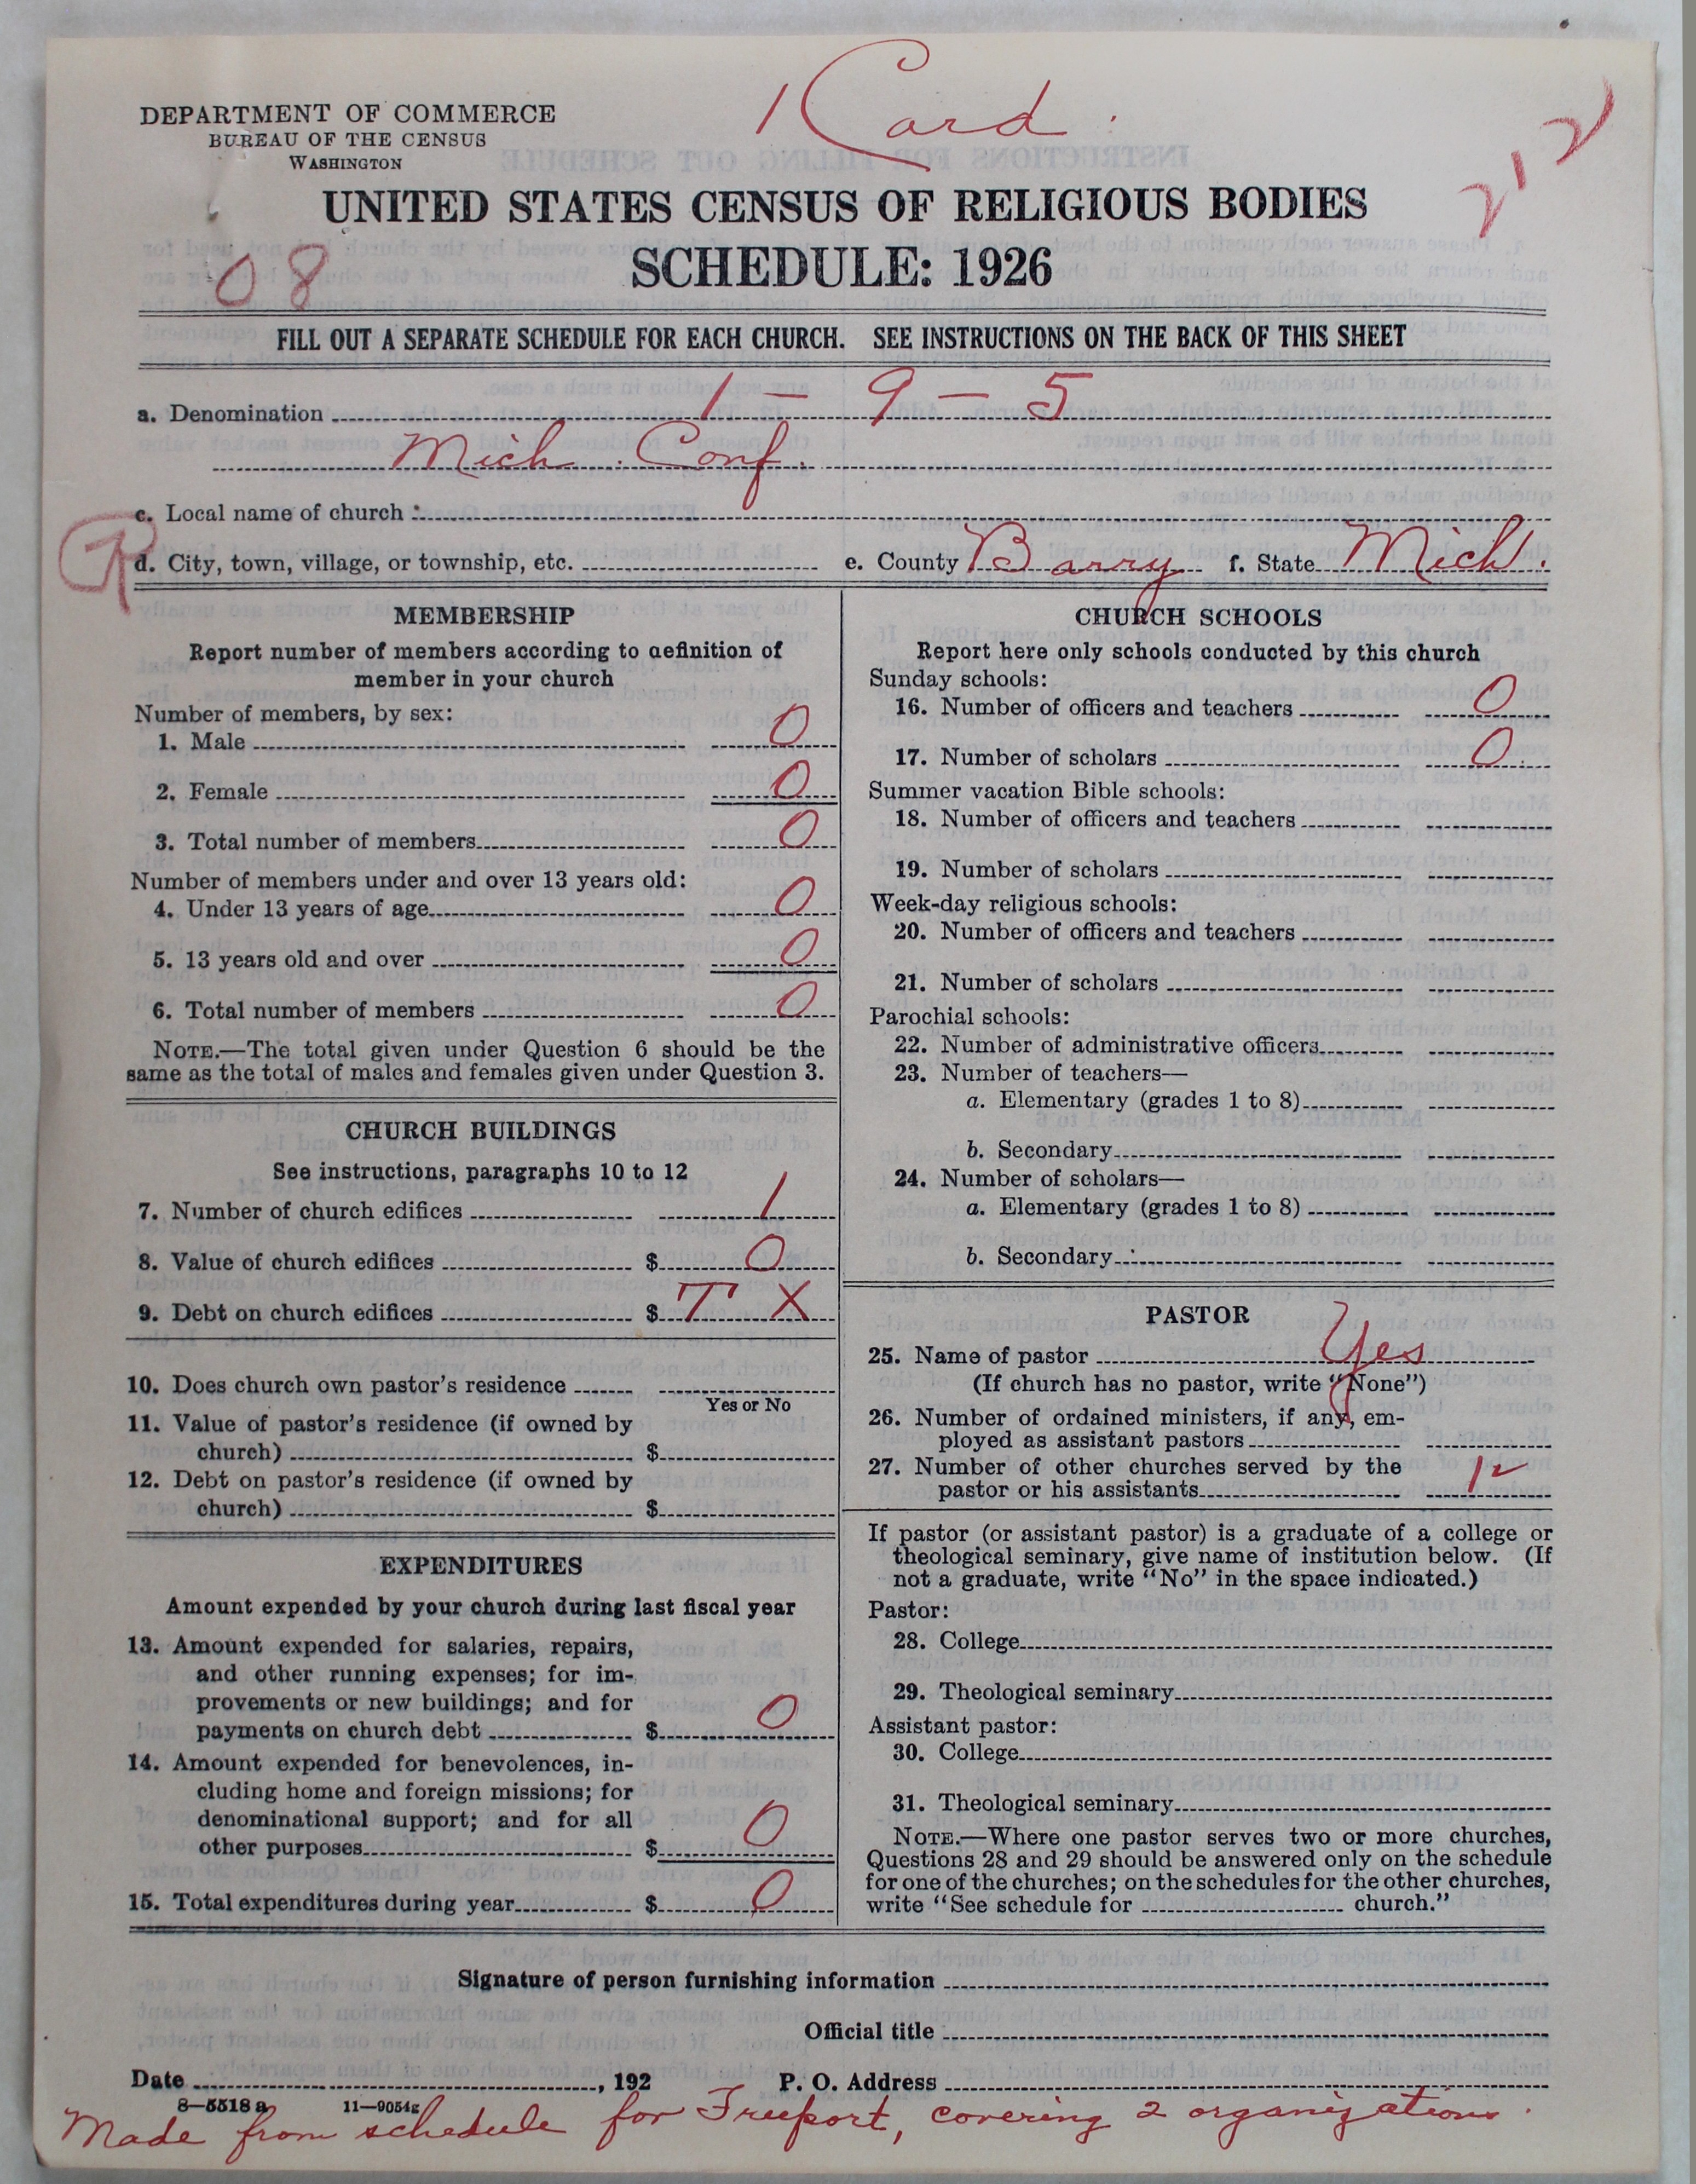 1 Card.
212
DEPARTMENT OF COMMERCE
BUREAU OF THE CENSUS
WASHINGTON
UNITED STATES CENSUS OF RELIGIOUS BODIES
SCHEDULE: 1926
08
FILL OUT A SEPARATE SCHEDULE FOR EACH CHURCH. SEE INSTRUCTIONS ON THE BACK OF THIS SHEET
a. Denomination 1 – 9 – 5
Mich. Conf.
c. Local name of church
R
d. City, town, village, or township, etc. e. County Barry f. State Mich.
MEMBERSHIP
Report number of members according to definition of
member in your church
Number of members, by sex:
1. Male 0
2. Female 0
3. Total number of members 0
Number of members under and over 13 years old:
4. Under 13 years of age 0
5. 13 years old and over 0
6. Total number of members 0
NOTE.—The total given under Question 6 should be the
same as the total of males and females given under Question 3.
CHURCH BUILDINGS
See instructions, paragraphs 10 to 12
7. Number of church edifices 1
8. Value of church edifices $ 0
9. Debt on church edifices $ T X
10. Does church own pastor's residence
Yes or No
11. Value of pastor's residence (if owned by
church) $
12. Debt on pastor's residence (if owned by
church) $
EXPENDITURES
Amount expended by your church during last fiscal year
13. Amount expended for salaries, repairs,
and other running expenses; for im-
provements or new buildings; and for
payments on church debt $ 0
14. Amount expended for benevolences, in-
cluding home and foreign missions; for
denominational support; and for all
other purposes $ 0
15. Total expenditures during year $ 0
CHURCH SCHOOLS
Report here only schools conducted by this church
Sunday schools:
16. Number of officers and teachers 0
17. Number of scholars 0
Summer vacation Bible schools:
18. Number of officers and teachers
19. Number of scholars
Week-day religious schools:
20. Number of officers and teachers
21. Number of scholars
Parochial schools:
22. Number of administrative officers
23. Number of teachers—
a. Elementary (grades 1 to 8)
b. Secondary
24. Number of scholars—
a. Elementary (grades 1 to 8)
b. Secondary
PASTOR
25. Name of pastor Yes
(If church has no pastor, write "None")
26. Number of ordained ministers, if any, em-
ployed as assistant pastors
27. Number of other churches served by the
pastor or his assistants 1
If pastor (or assistant pastor) is a graduate of a college or
theological seminary, give name of institution below. (If
not a graduate, write "No" in the space indicated.)
Pastor:
28. College
29. Theological seminary
Assistant pastor:
30. College
31. Theological seminary
NOTE.—Where one pastor serves two or more churches,
Questions 28 and 29 should be answered only on the schedule
for one of the churches; on the schedules for the other churches,
write "See schedule for church."
Signature of person furnishing information
Official title
Date , 192 P. O. Address
8—5518 a 11—9054g
Made from schedule for Freeport, covering 2 organizations.